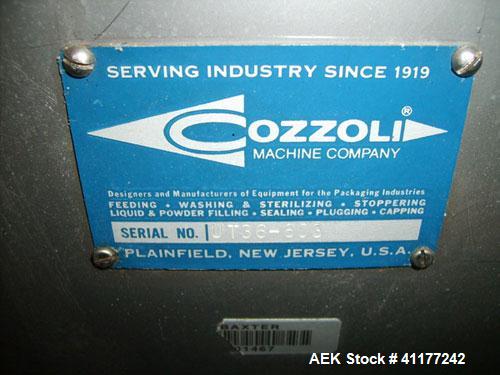 SERVING INDUSTRY SINCE 1919
COZZOLI®
MACHINE COMPANY
Designers and Manufacturers of Equipment for the Packaging Industries
FEEDING • WASHING & STERILIZING • STOPPERING
LIQUID & POWDER FILLING • SEALING • PLUGGING • CAPPING
SERIAL NO.
PLAINFIELD, NEW JERSEY, U.S.A.
BAXTER
AEK Stock # 41177242